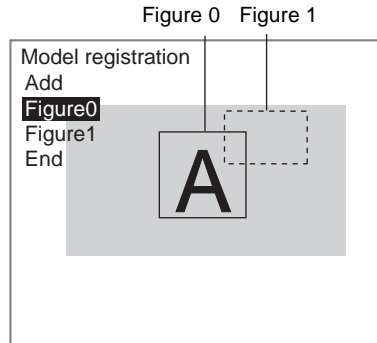 Figure 0 Figure 1
Model registration
Add
Figure0
Figure1
End
A